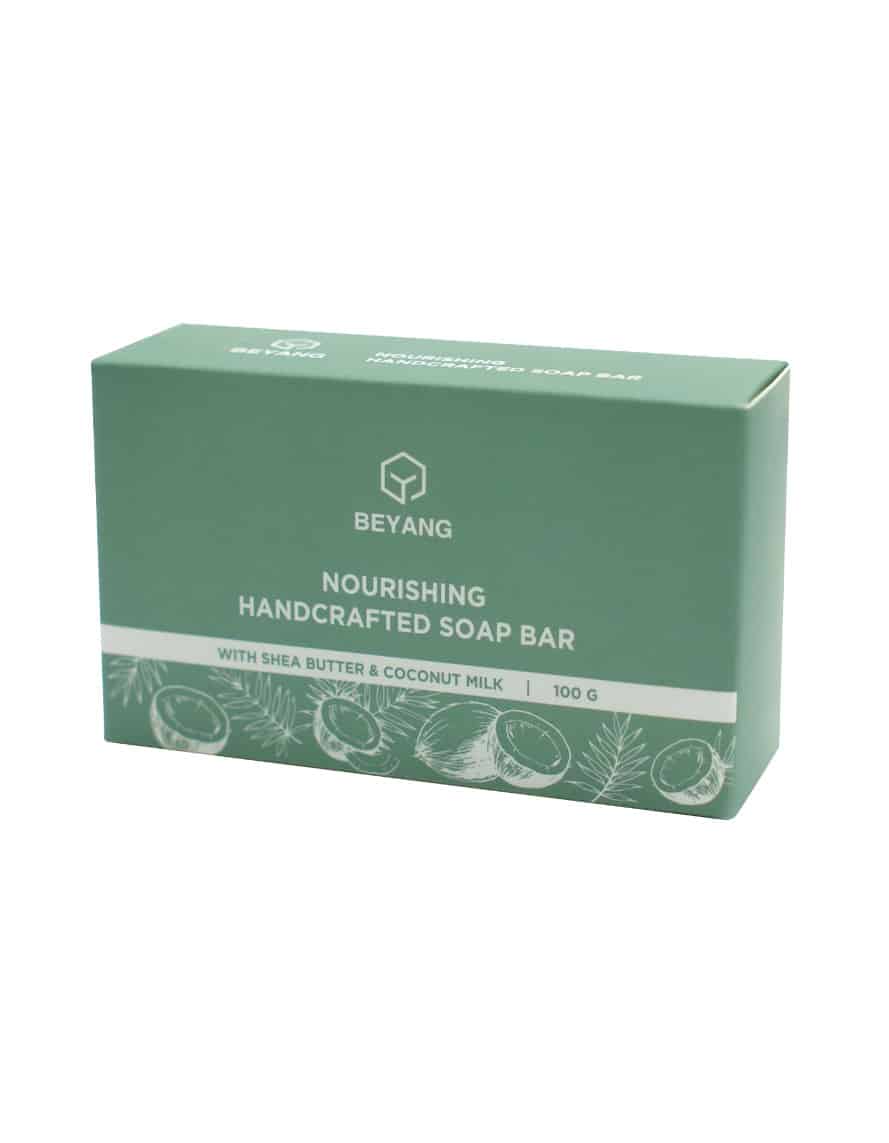 BEYANG
NOURISHING
HANDCRAFTED SOAP BAR
BEYANG
NOURISHING
HANDCRAFTED SOAP BAR
WITH SHEA BUTTER & COCONUT MILK | 100 G